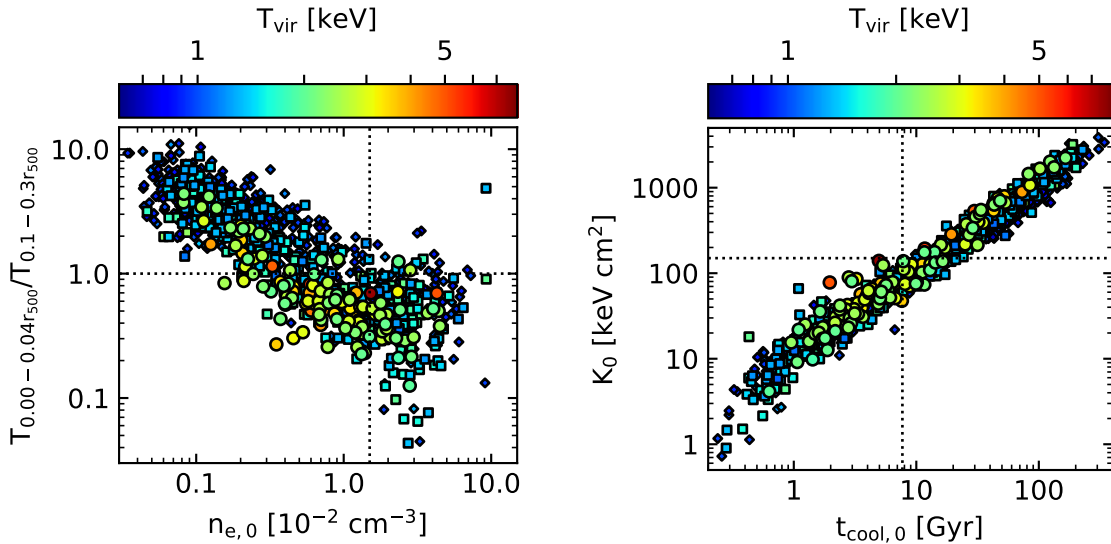 T_vir [keV]
1 5
10.0
1.0
0.1
T_0.00−0.04r_500/T_0.1−0.3r_500
0.1 1.0 10.0
n_e,0 [10^−2 cm^−3]
T_vir [keV]
1 5
1000
100
10
1
K_0 [keV cm^2]
1 10 100
t_cool,0 [Gyr]